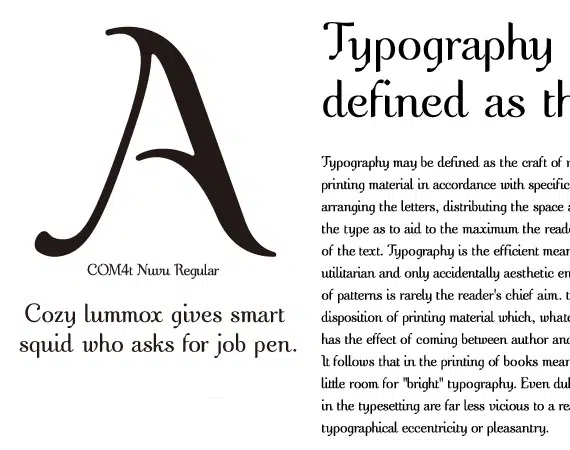 A
COM4t Nuvu Regular
Cozy lummox gives smart
squid who asks for job pen.
Typography
defined as th
Typography may be defined as the craft of r
printing material in accordance with specific
arranging the letters, distributing the space a
the type as to aid to the maximum the reade
of the text. Typography is the efficient mean
utilitarian and only accidentally aesthetic en
of patterns is rarely the reader's chief aim. t
disposition of printing material which, whate
has the effect of coming between author and
It follows that in the printing of books mean
little room for "bright" typography. Even dul
in the typesetting are far less vicious to a rea
typographical eccentricity or pleasantry.